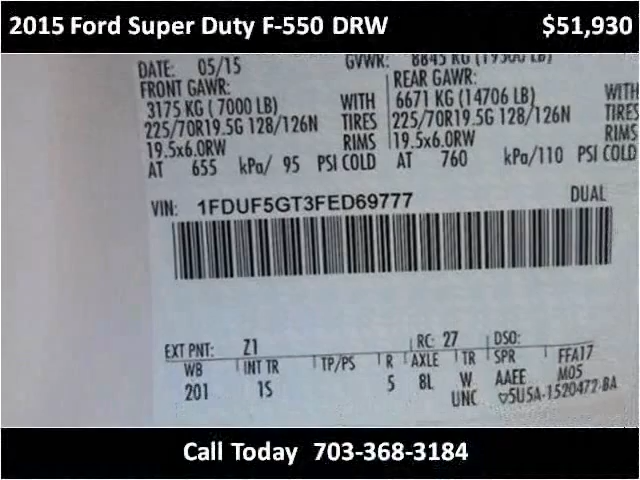 2015 Ford Super Duty F-550 DRW $51,930
DATE: 05/15 GVWR: 8845 KG (19500 LB)
FRONT GAWR: REAR GAWR:
3175 KG (7000 LB) WITH 6671 KG (14706 LB) WITH
225/70R19.5G 128/126N TIRES 225/70R19.5G 128/126N TIRES
19.5x6.0RW RIMS 19.5x6.0RW RIMS
AT 655 kPa/ 95 PSI COLD AT 760 kPa/110 PSI COLD
VIN: 1FDUF5GT3FED69777 DUAL
EXT PNT: Z1 RC: 27 DSO:
WB INT TR TP/PS R AXLE TR SPR FFA17
201 1S 5 8L W AAEE M05
UNC ▽5U5A-1520472-BA
Call Today 703-368-3184